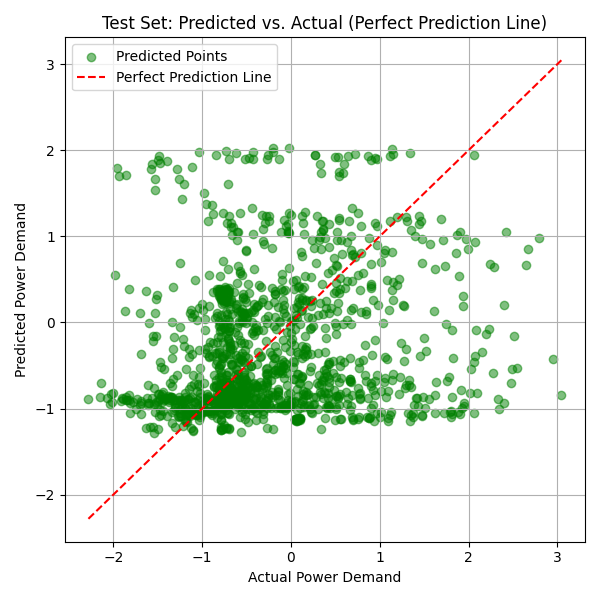 Test Set: Predicted vs. Actual (Perfect Prediction Line)
Predicted Points
Perfect Prediction Line
3
2
1
0
−1
−2
Predicted Power Demand
−2 −1 0 1 2 3
Actual Power Demand